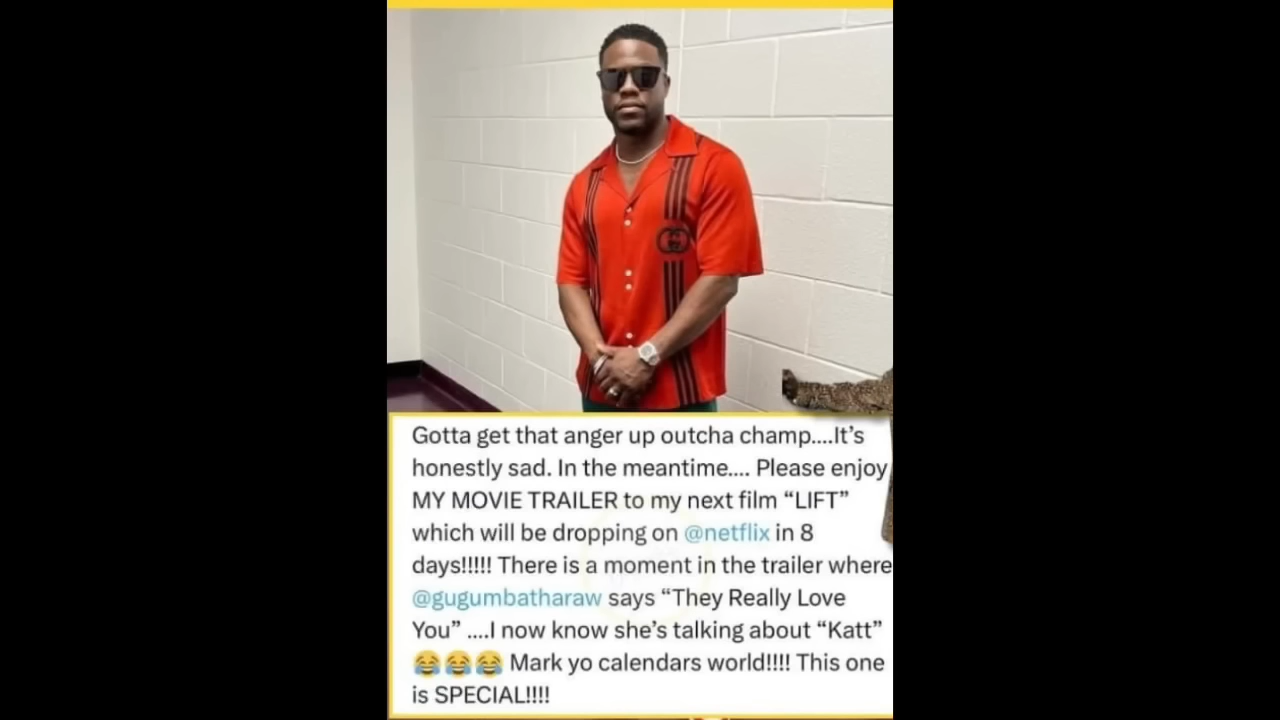 Gotta get that anger up outcha champ....It's
honestly sad. In the meantime.... Please enjoy
MY MOVIE TRAILER to my next film “LIFT”
which will be dropping on @netflix in 8
days!!!!! There is a moment in the trailer where
@gugumbatharaw says “They Really Love
You” ....I now know she's talking about “Katt”
😂😂😂 Mark yo calendars world!!!! This one
is SPECIAL!!!!